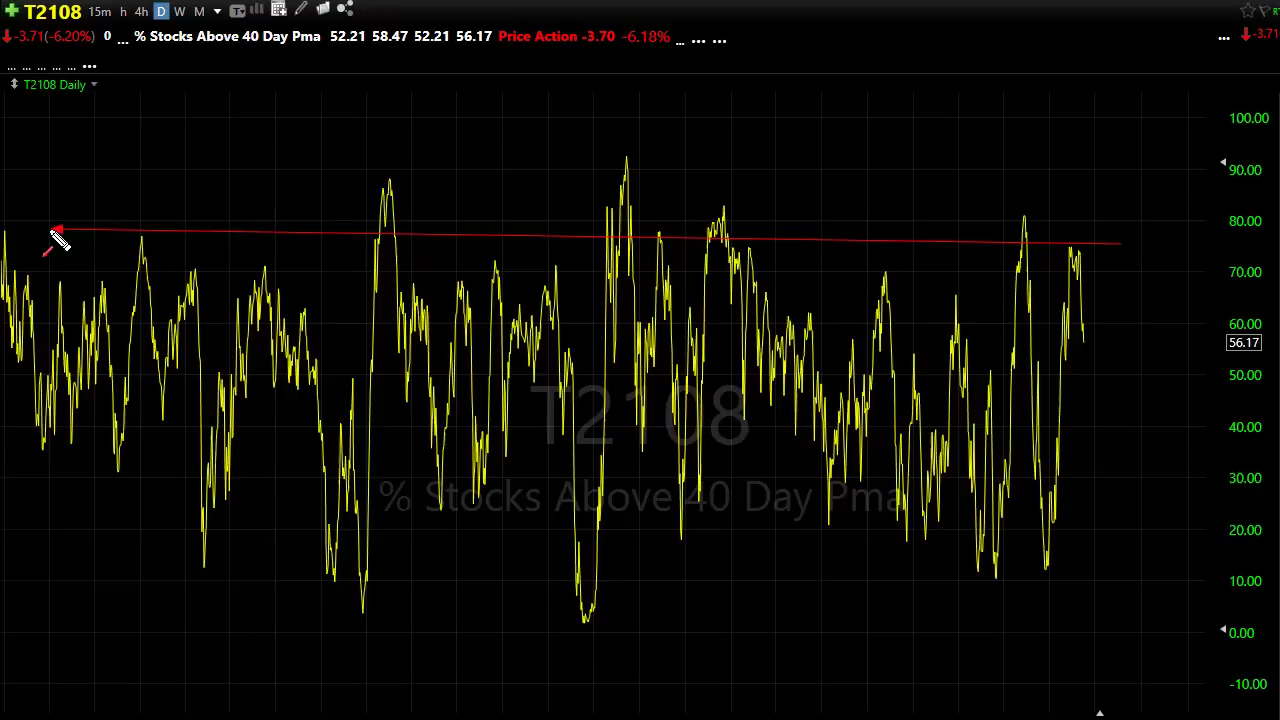 T2108 15m h 4h D W M T
-3.71(-6.20%) 0 ... % Stocks Above 40 Day Pma 52.21 58.47 52.21 56.17 Price Action -3.70 -6.18% ... ... ... ... -3.71
... ... ... ... ... ...
T2108 Daily
100.00
90.00
80.00
70.00
60.00
56.17
50.00
40.00
30.00
20.00
10.00
0.00
-10.00
T2108
% Stocks Above 40 Day Pma